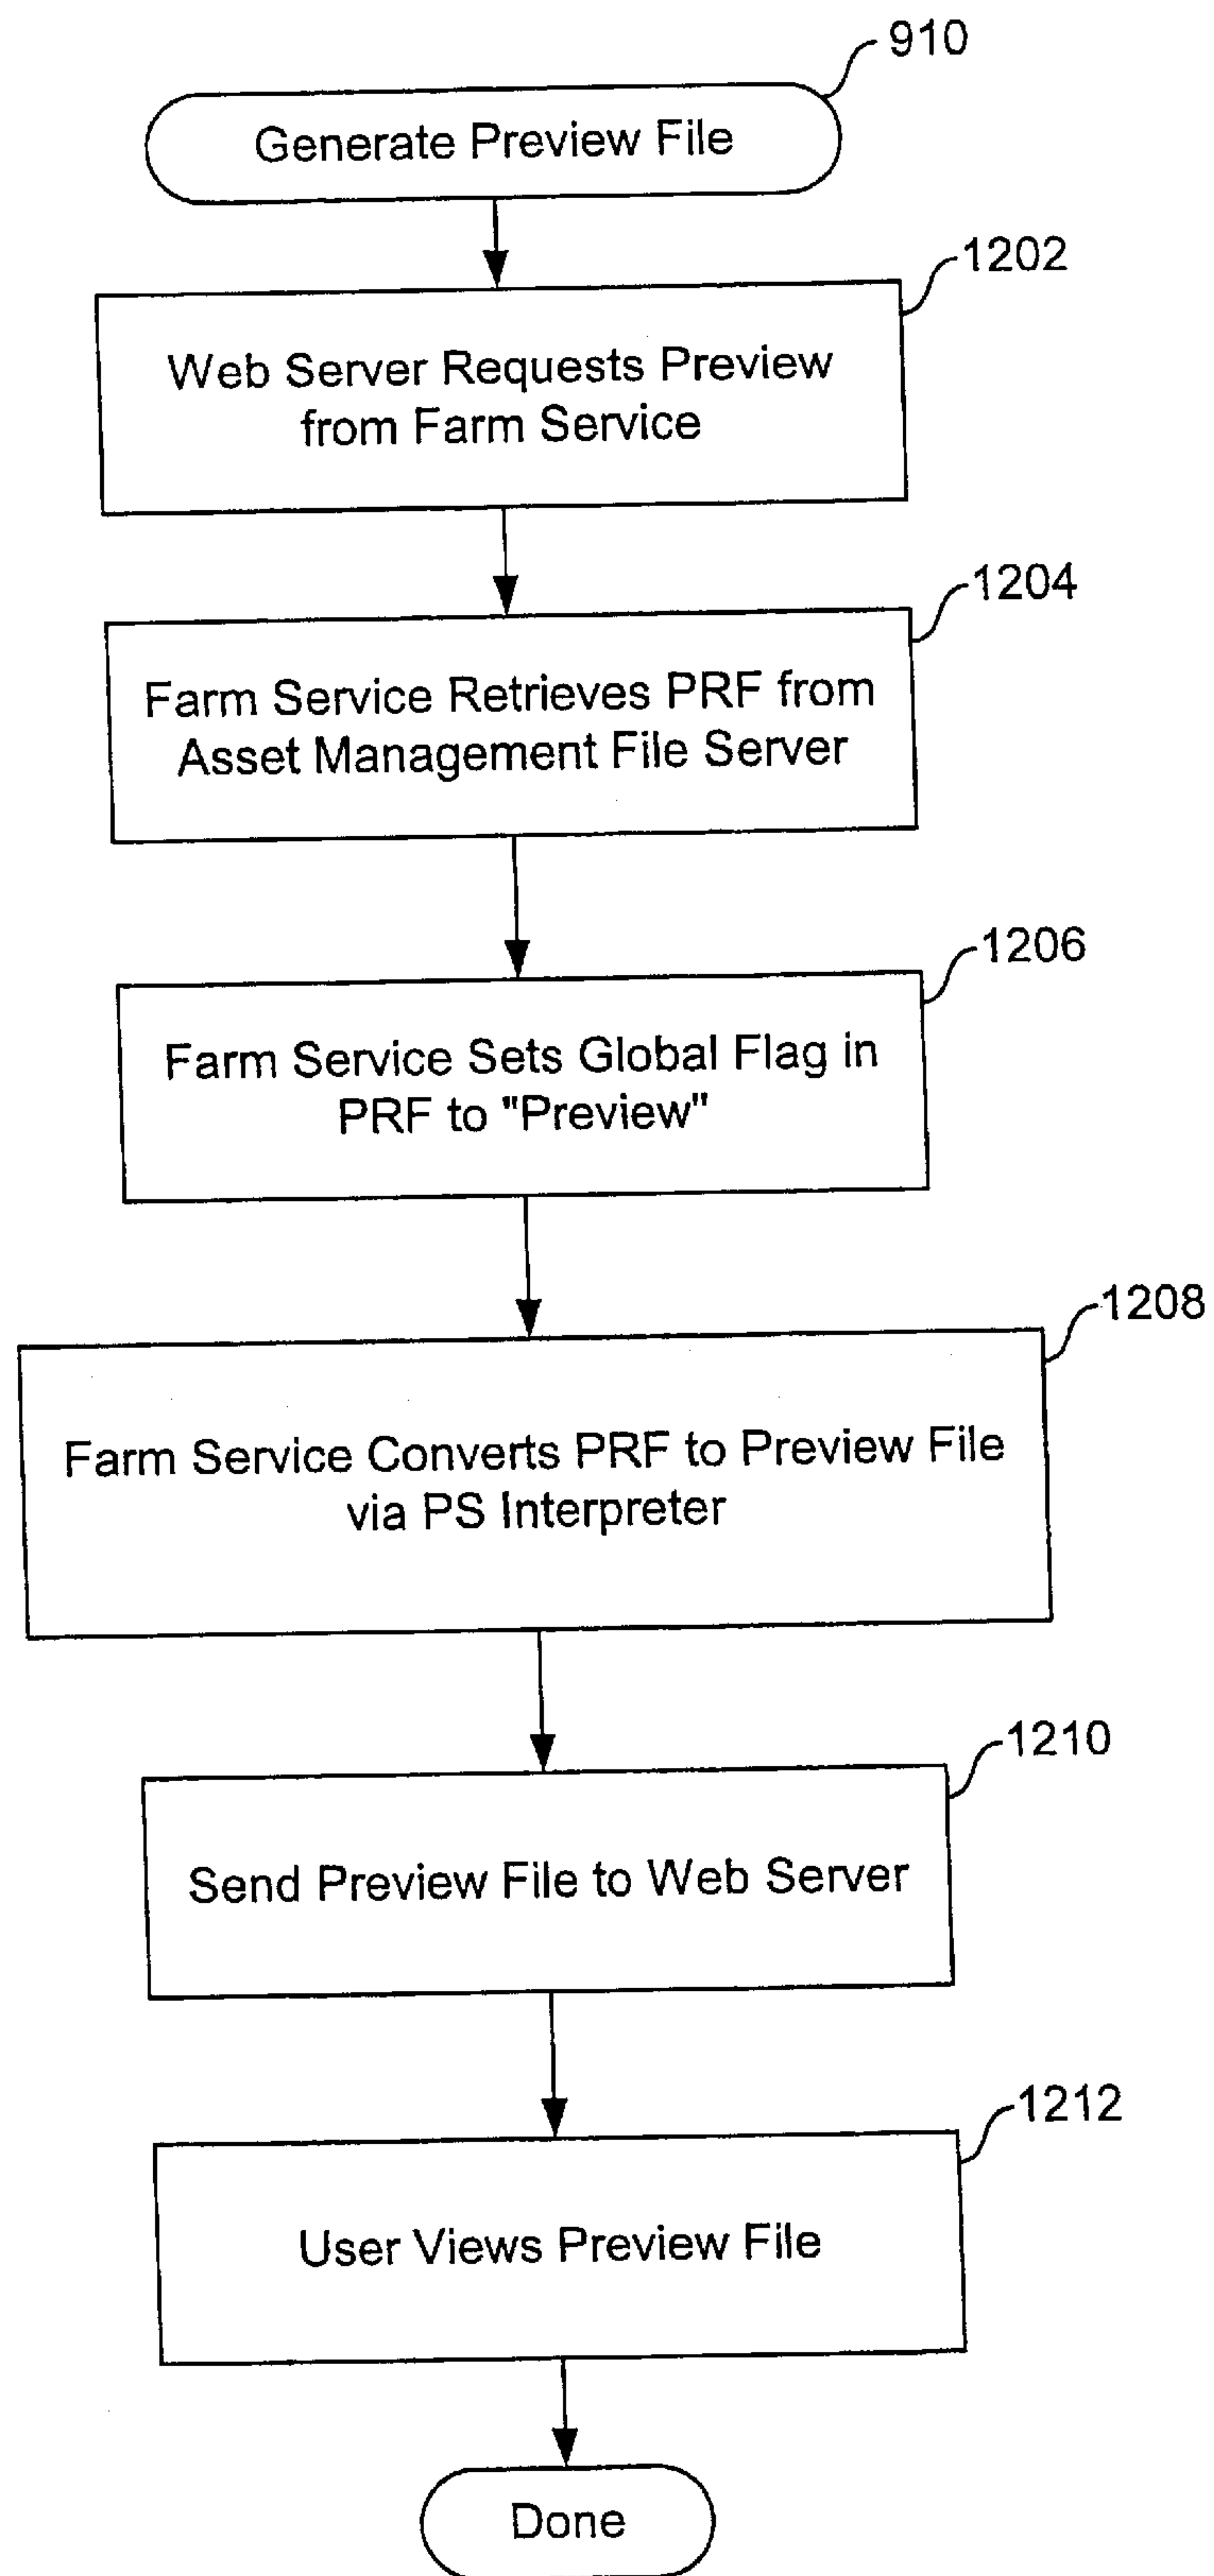 910
Generate Preview File
1202
Web Server Requests Preview
from Farm Service
1204
Farm Service Retrieves PRF from
Asset Management File Server
1206
Farm Service Sets Global Flag in
PRF to "Preview"
1208
Farm Service Converts PRF to Preview File
via PS Interpreter
1210
Send Preview File to Web Server
1212
User Views Preview File
Done